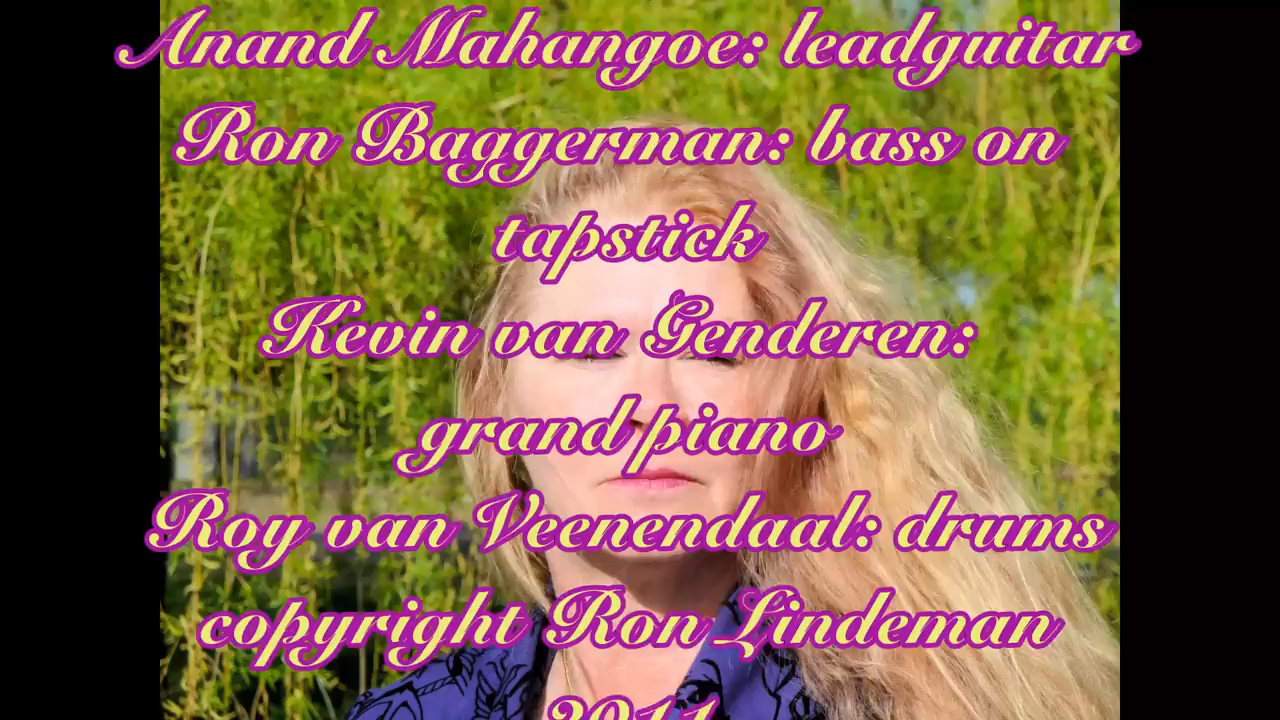 Anand Mahangoe: leadguitar
Ron Baggerman: bass on
tapstick
Kevin van Genderen:
grand piano
Roy van Veenendaal: drums
copyright Ron Lindeman
2011